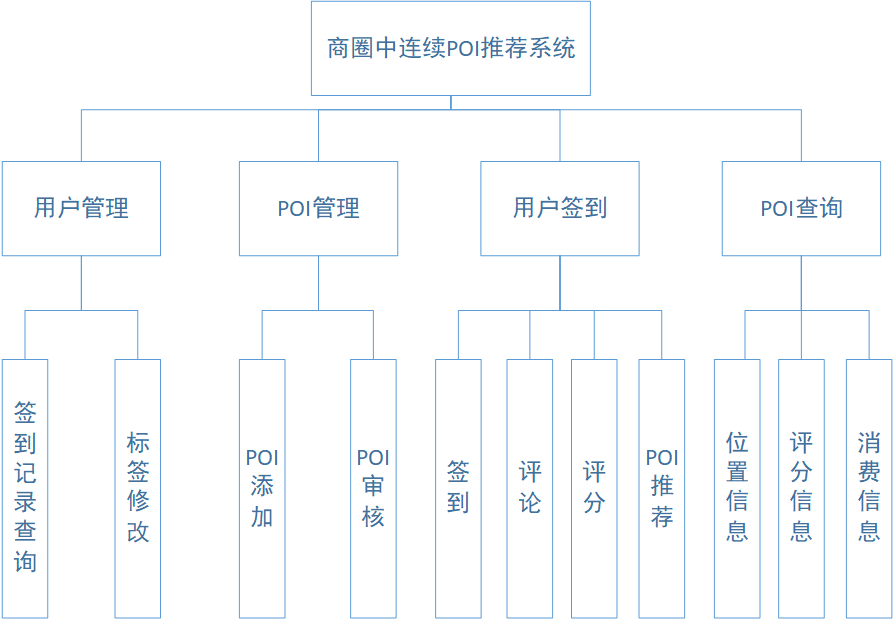 商圈中连续POI推荐系统
用户管理
POI管理
用户签到
POI查询
签到记录查询
标签修改
POI添加
POI审核
签到
评论
评分
POI推荐
位置信息
评分信息
消费信息